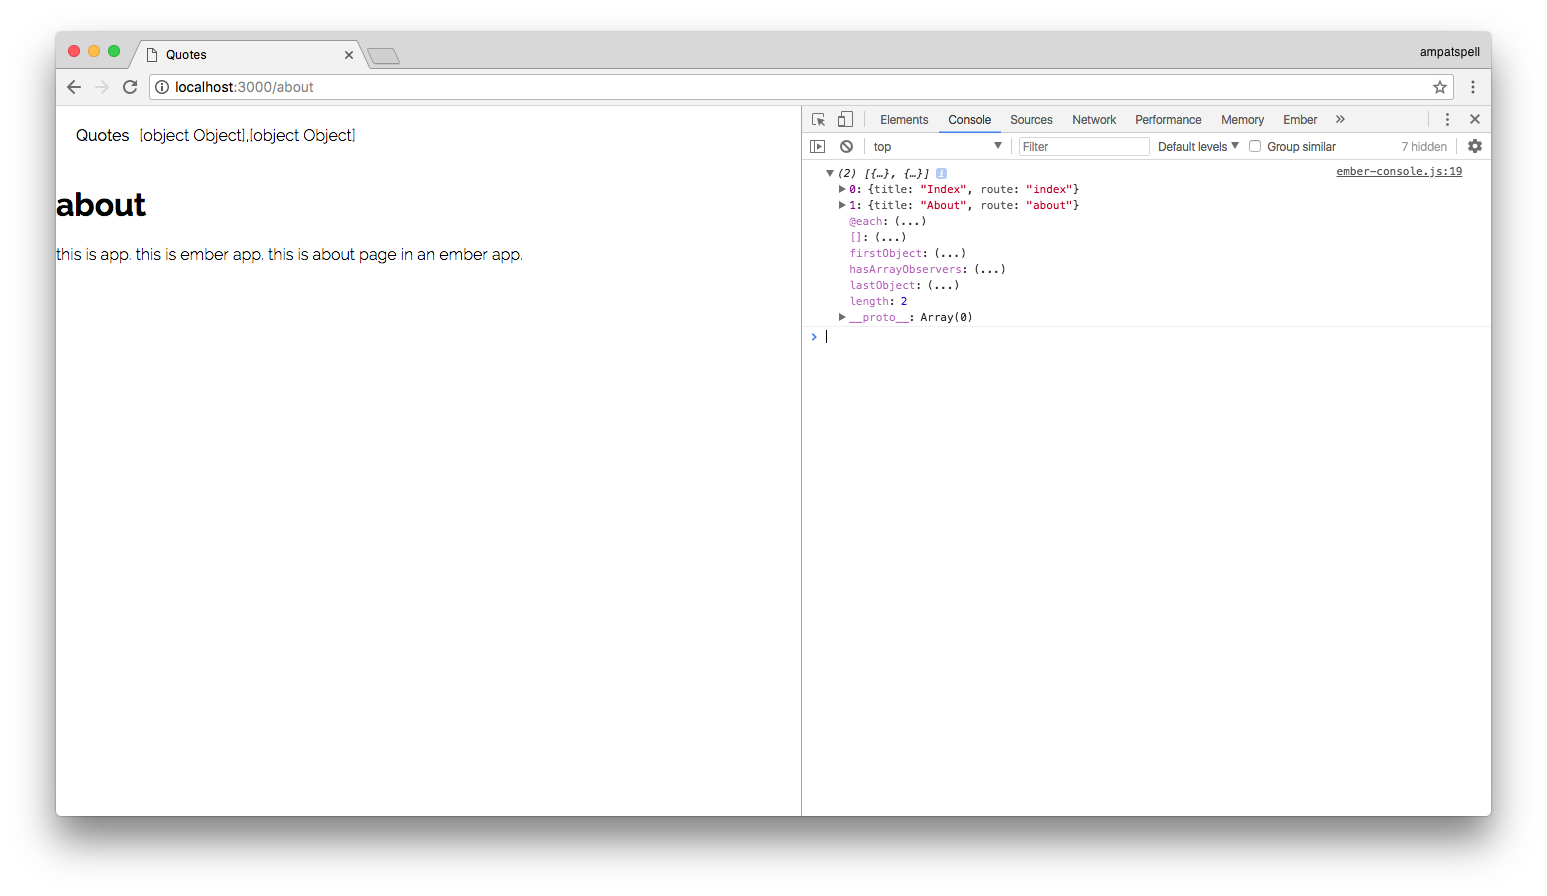 Quotes
ampatspell
localhost:3000/about
Quotes [object Object],[object Object]
about
this is app. this is ember app. this is about page in an ember app.
Elements Console Sources Network Performance Memory Ember »
top Filter Default levels Group similar 7 hidden
(2) [{…}, {…}] i ember-console.js:19
0: {title: "Index", route: "index"}
1: {title: "About", route: "about"}
@each: (...)
[]: (...)
firstObject: (...)
hasArrayObservers: (...)
lastObject: (...)
length: 2
__proto__: Array(0)